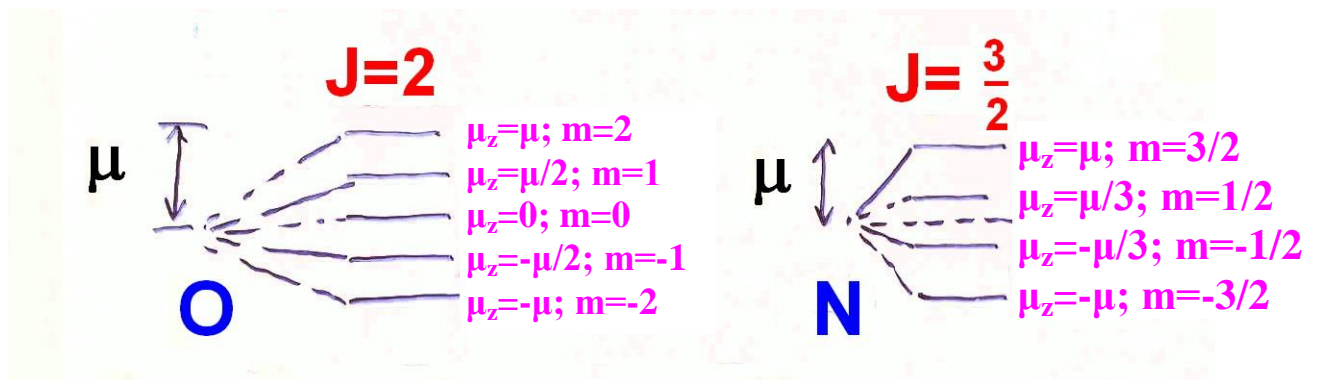 J=2
μ
μz=μ; m=2
μz=μ/2; m=1
μz=0; m=0
μz=-μ/2; m=-1
μz=-μ; m=-2
O
J= 3/2
μ
μz=μ; m=3/2
μz=μ/3; m=1/2
μz=-μ/3; m=-1/2
μz=-μ; m=-3/2
N